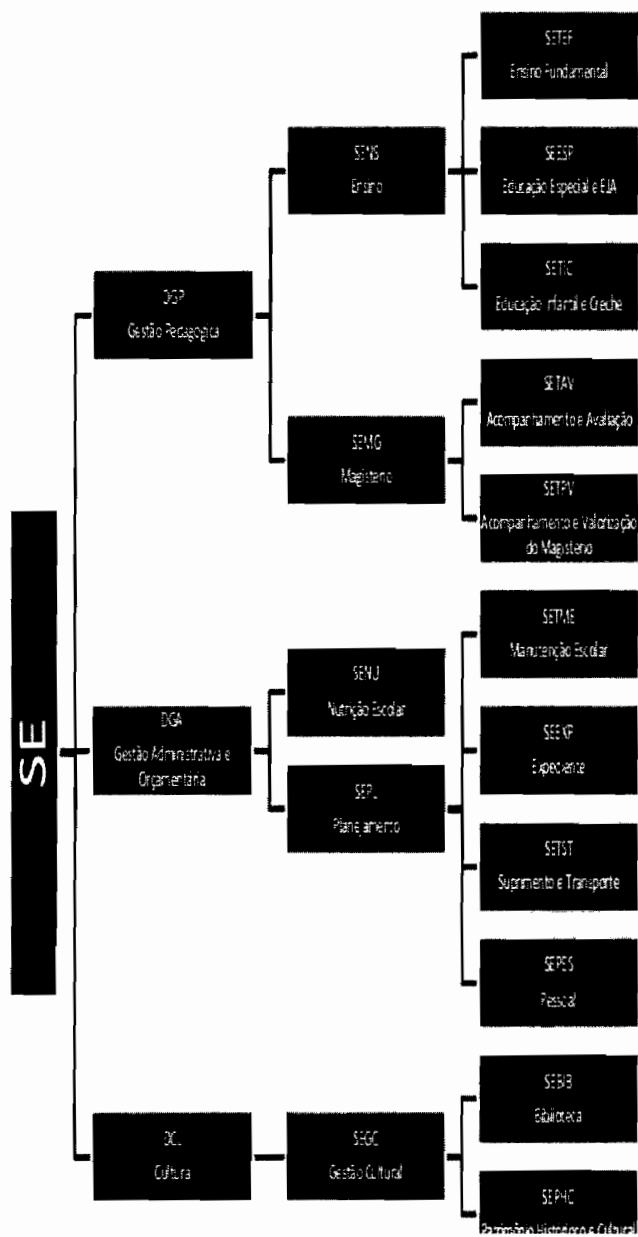 SE
DGP
Gestão Pedagógica
SENS
Ensino
SETEF
Ensino Fundamental
SEESP
Educação Especial e EJA
SETIC
Educação Infantil e Creche
SEMG
Magistério
SETAV
Acompanhamento e Avaliação
SETPV
Acompanhamento e Valorização
do Magistério
DGA
Gestão Administrativa e
Orçamentária
SENU
Nutrição Escolar
SEPL
Planejamento
SETME
Manutenção Escolar
SEEXP
Expediente
SETST
Suprimento e Transporte
SEPES
Pessoal
Cultura
SEGC
Gestão Cultural
SEBIB
Biblioteca
SEPHC
Patrimônio Histórico e Cultural